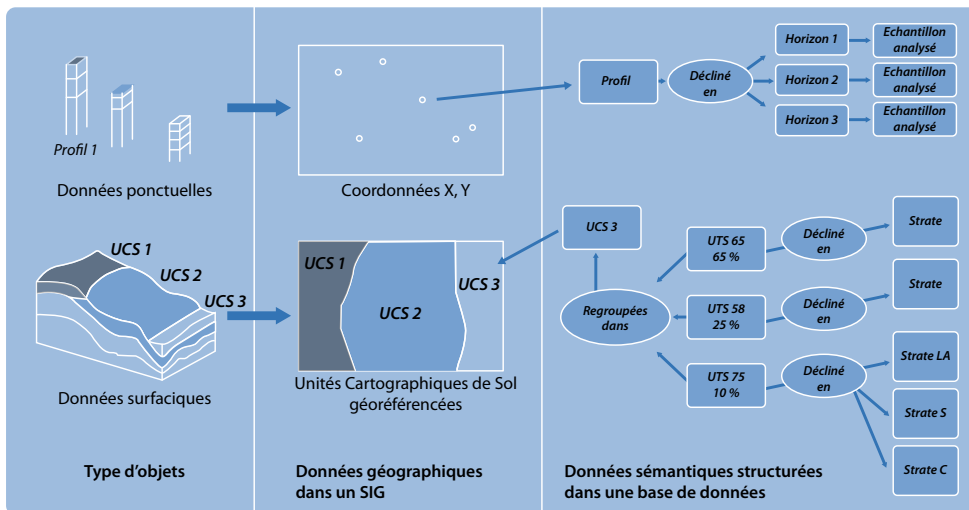 Profil 1
Données ponctuelles
Coordonnées X, Y
Profil
Décliné
en
Horizon 1
Horizon 2
Horizon 3
Echantillon
analysé
Echantillon
analysé
Echantillon
analysé
UCS 1
UCS 2
UCS 3
Données surfaciques
UCS 1
UCS 2
UCS 3
Unités Cartographiques de Sol
géoréférencées
UCS 3
Regroupées
dans
UTS 65
65 %
UTS 58
25 %
UTS 75
10 %
Décliné
en
Décliné
en
Décliné
en
Strate
Strate
Strate LA
Strate S
Strate C
Type d’objets
Données géographiques
dans un SIG
Données sémantiques structurées
dans une base de données